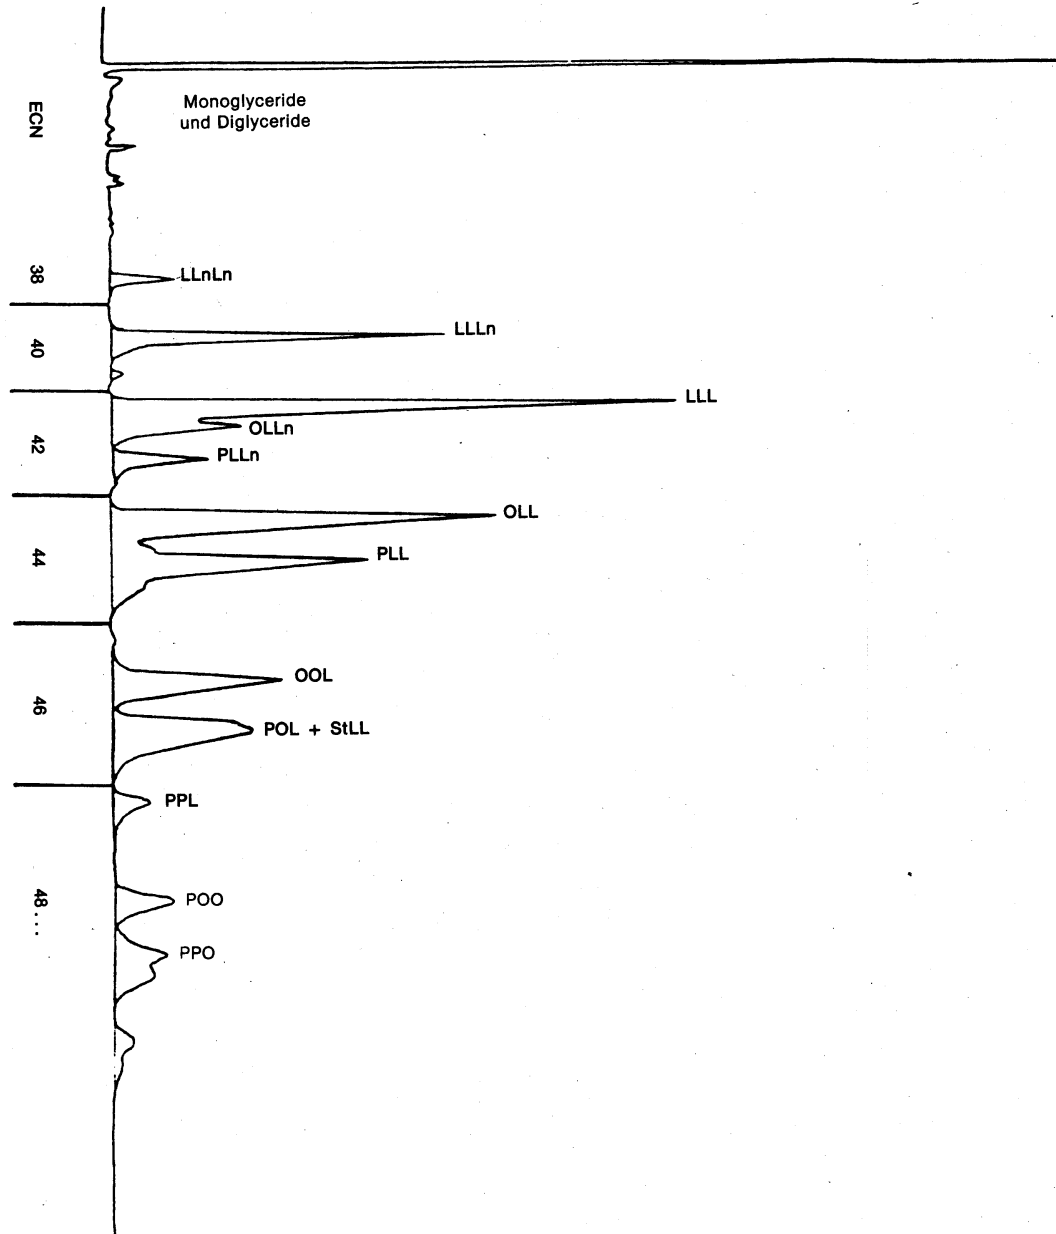 Monoglyceride
und Diglyceride
ECN
38
LLnLn
LLLn
40
LLL
OLLn
42
PLLn
OLL
44
PLL
OOL
46
POL + StLL
PPL
48...
POO
PPO